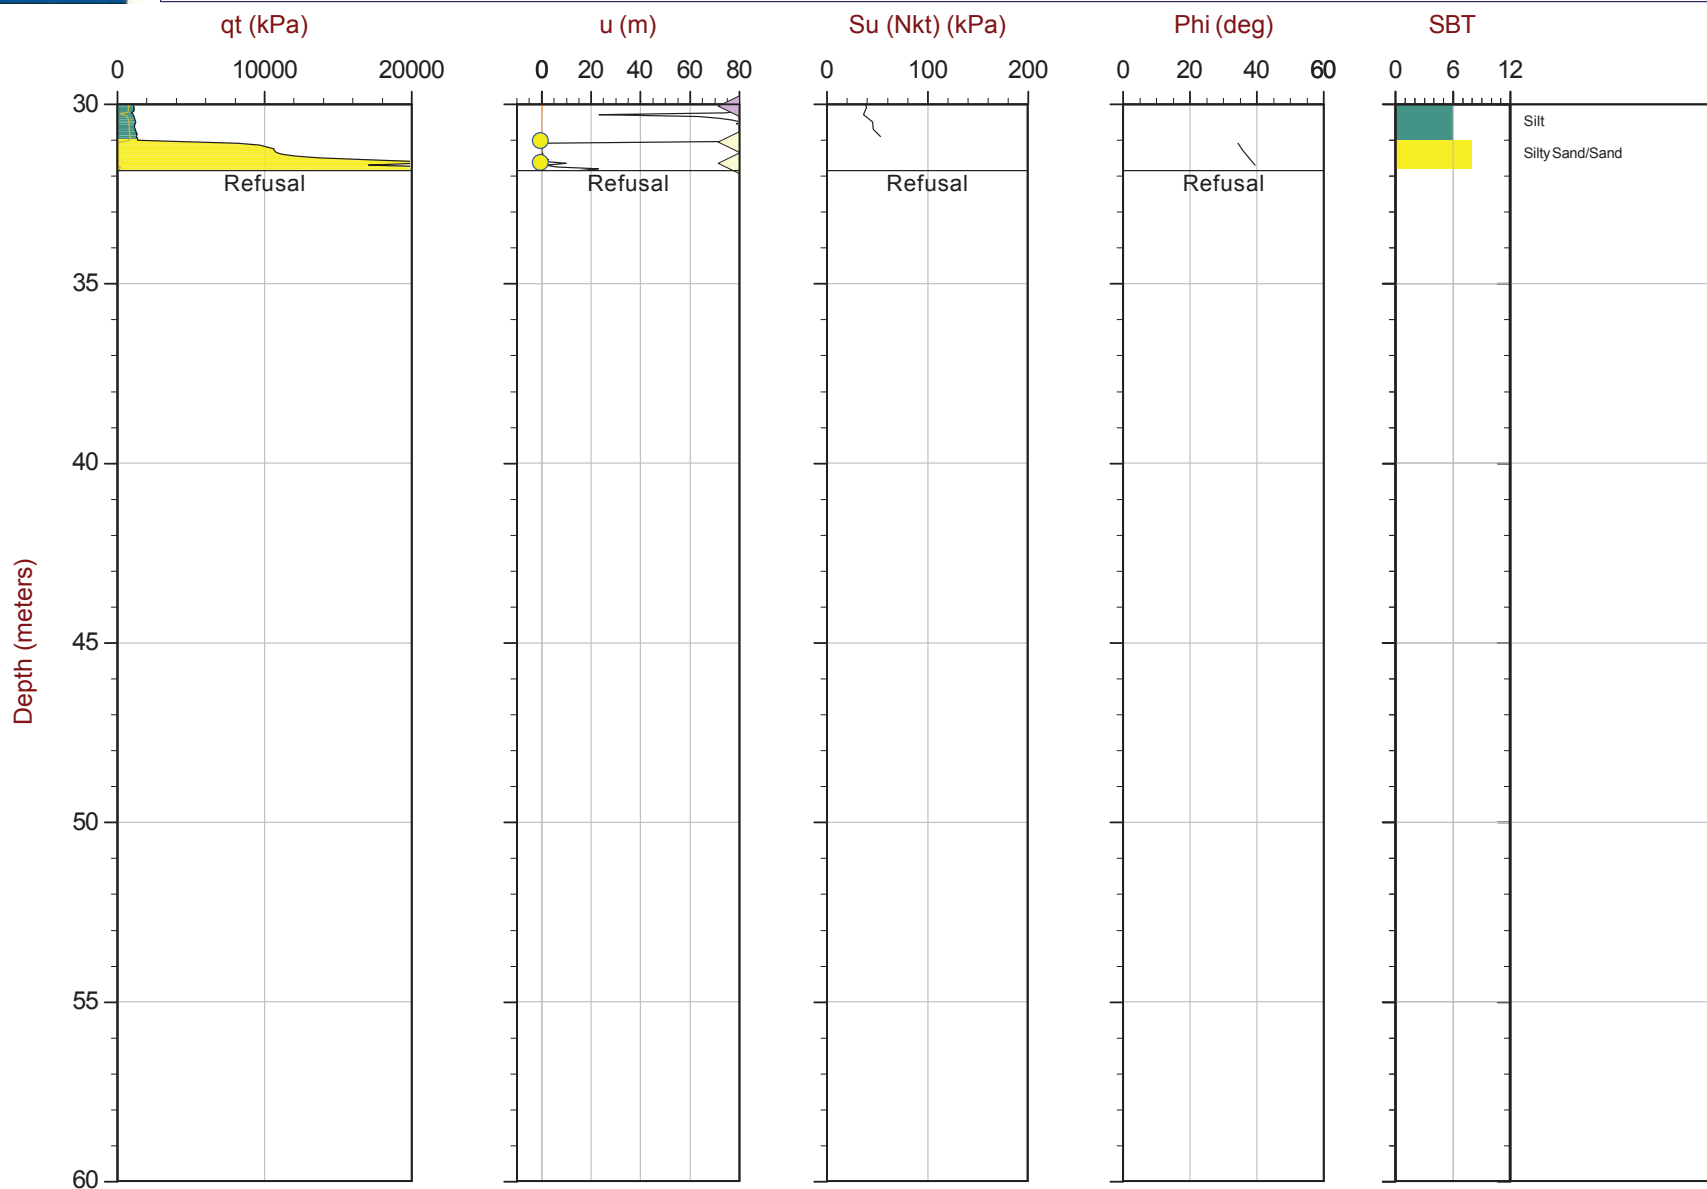 qt (kPa) u (m) Su (Nkt) (kPa) Phi (deg) SBT
0 10000 20000 0 20 40 60 80 0 100 200 0 20 40 60 0 6 12
30
Silt
Silty Sand/Sand
Refusal Refusal Refusal Refusal
35
40
45
50
55
60
Depth (meters)